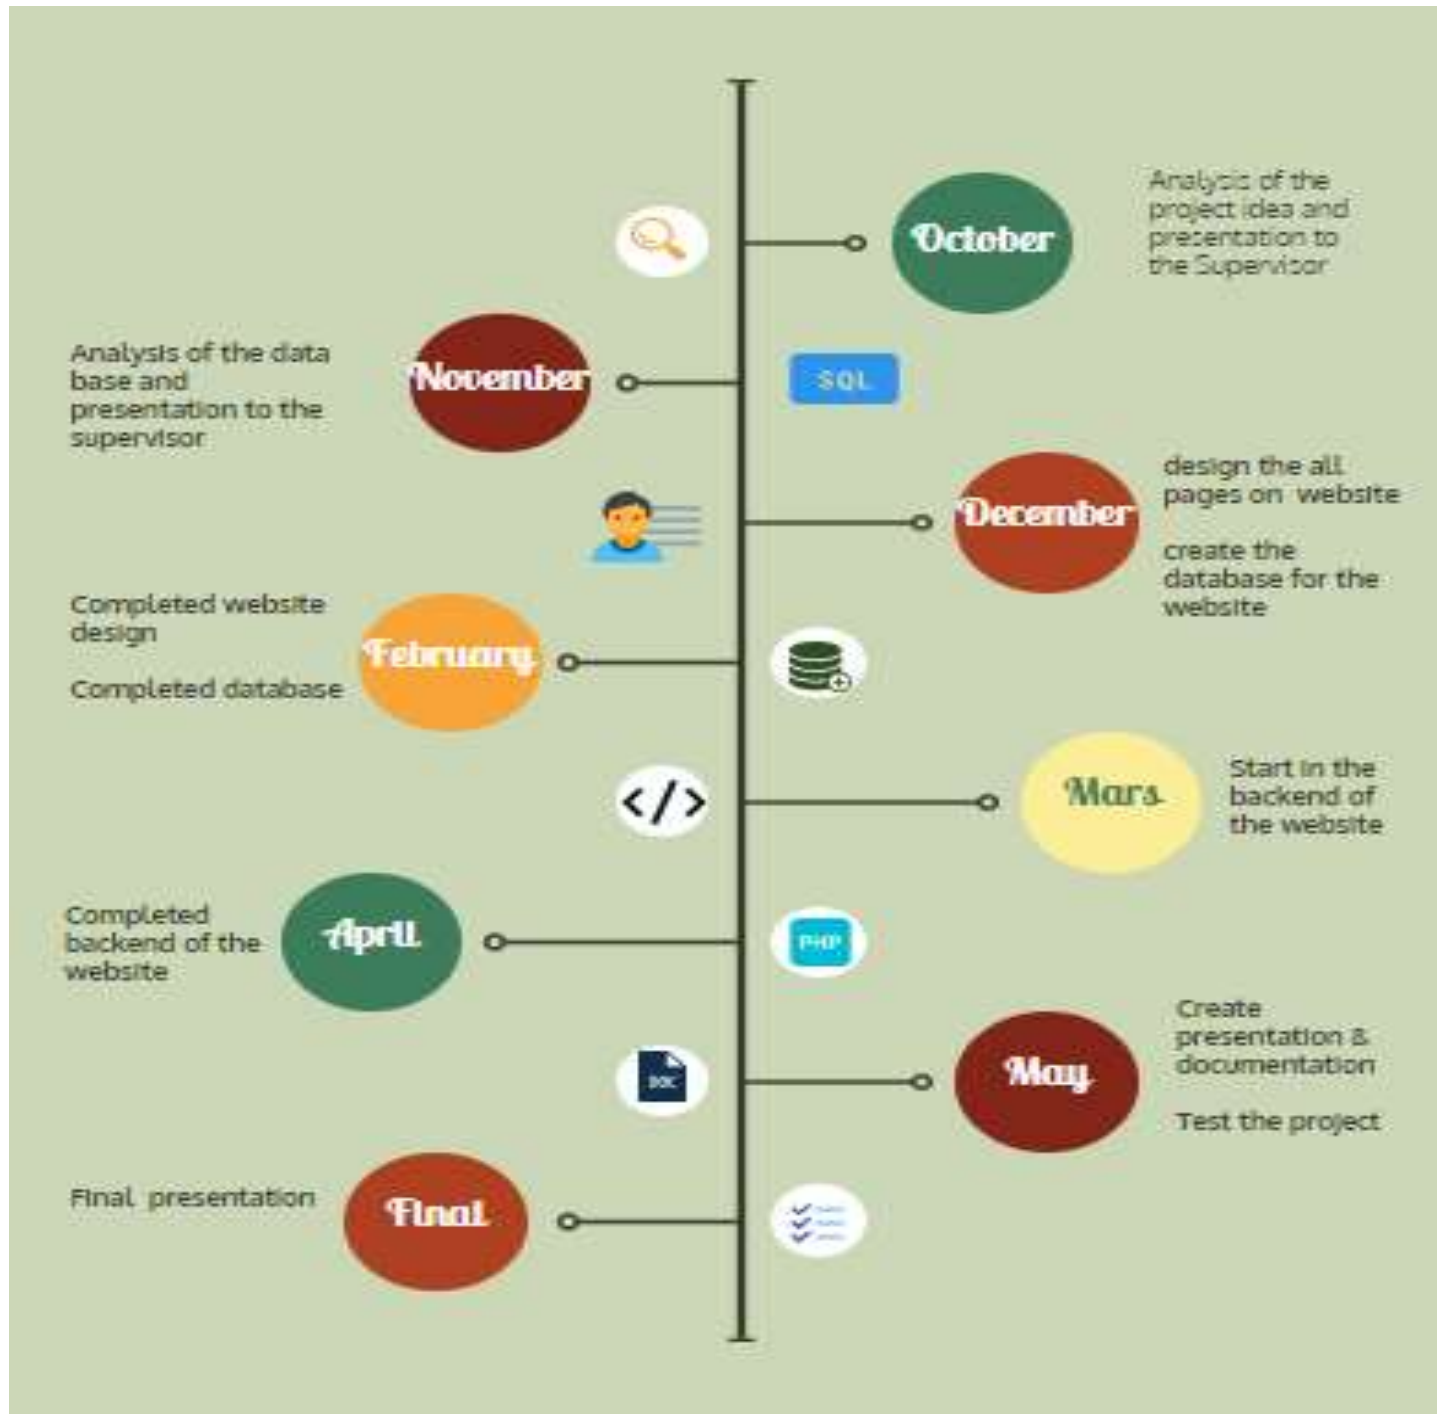 October
Analysis of the
project idea and
presentation to
the Supervisor
Analysis of the data
base and
presentation to the
supervisor
November
SQL
December
design the all
pages on website
create the
database for the
website
Completed website
design
Completed database
February
Mars
Start in the
backend of
the website
Completed
backend of the
website
April
PHP
DOC
May
Create
presentation &
documentation
Test the project
Final presentation
Final